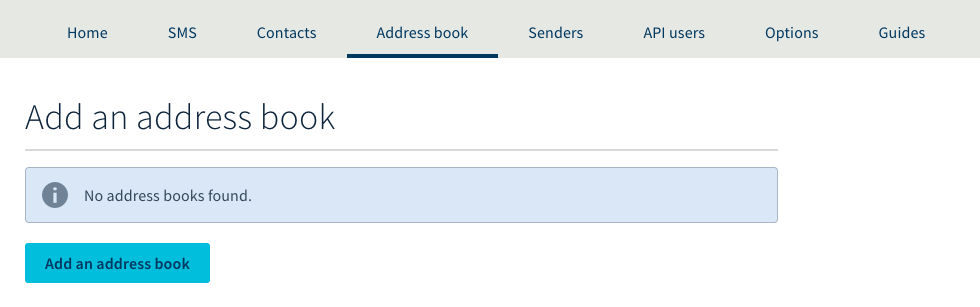 Home SMS Contacts Address book Senders API users Options Guides
Add an address book
No address books found.
Add an address book